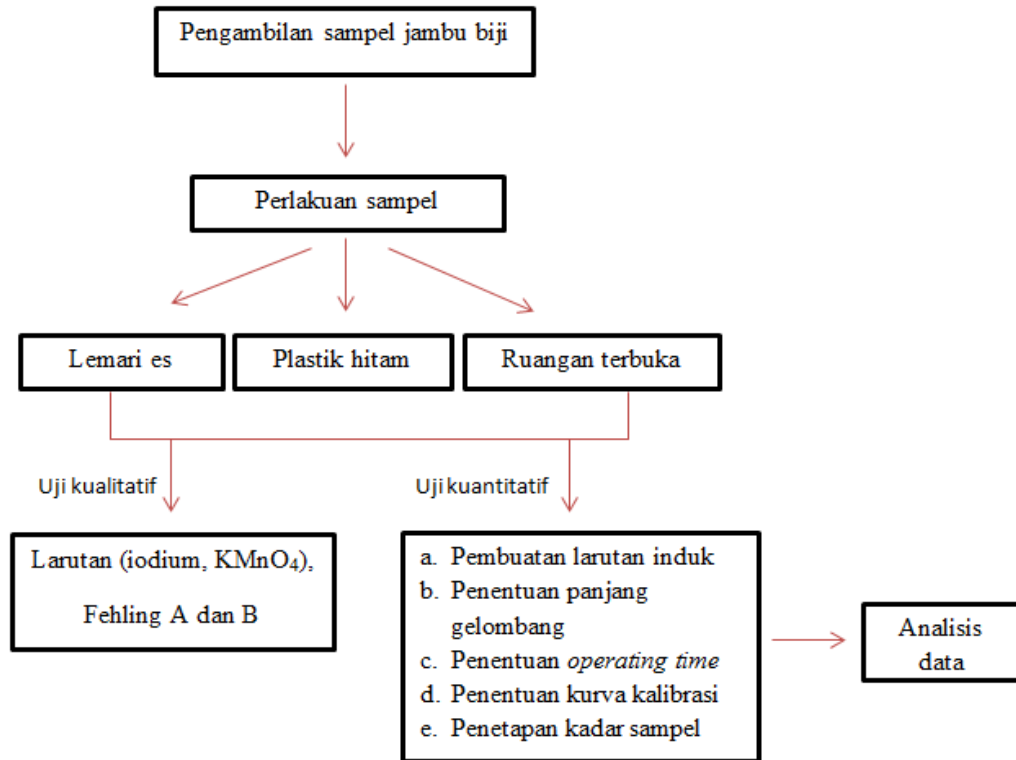 Pengambilan sampel jambu biji
Perlakuan sampel
Lemari es
Plastik hitam
Ruangan terbuka
Uji kualitatif
Uji kuantitatif
Larutan (iodium, KMnO₄),
Fehling A dan B
a. Pembuatan larutan induk
b. Penentuan panjang
gelombang
c. Penentuan operating time
d. Penentuan kurva kalibrasi
e. Penetapan kadar sampel
Analisis
data